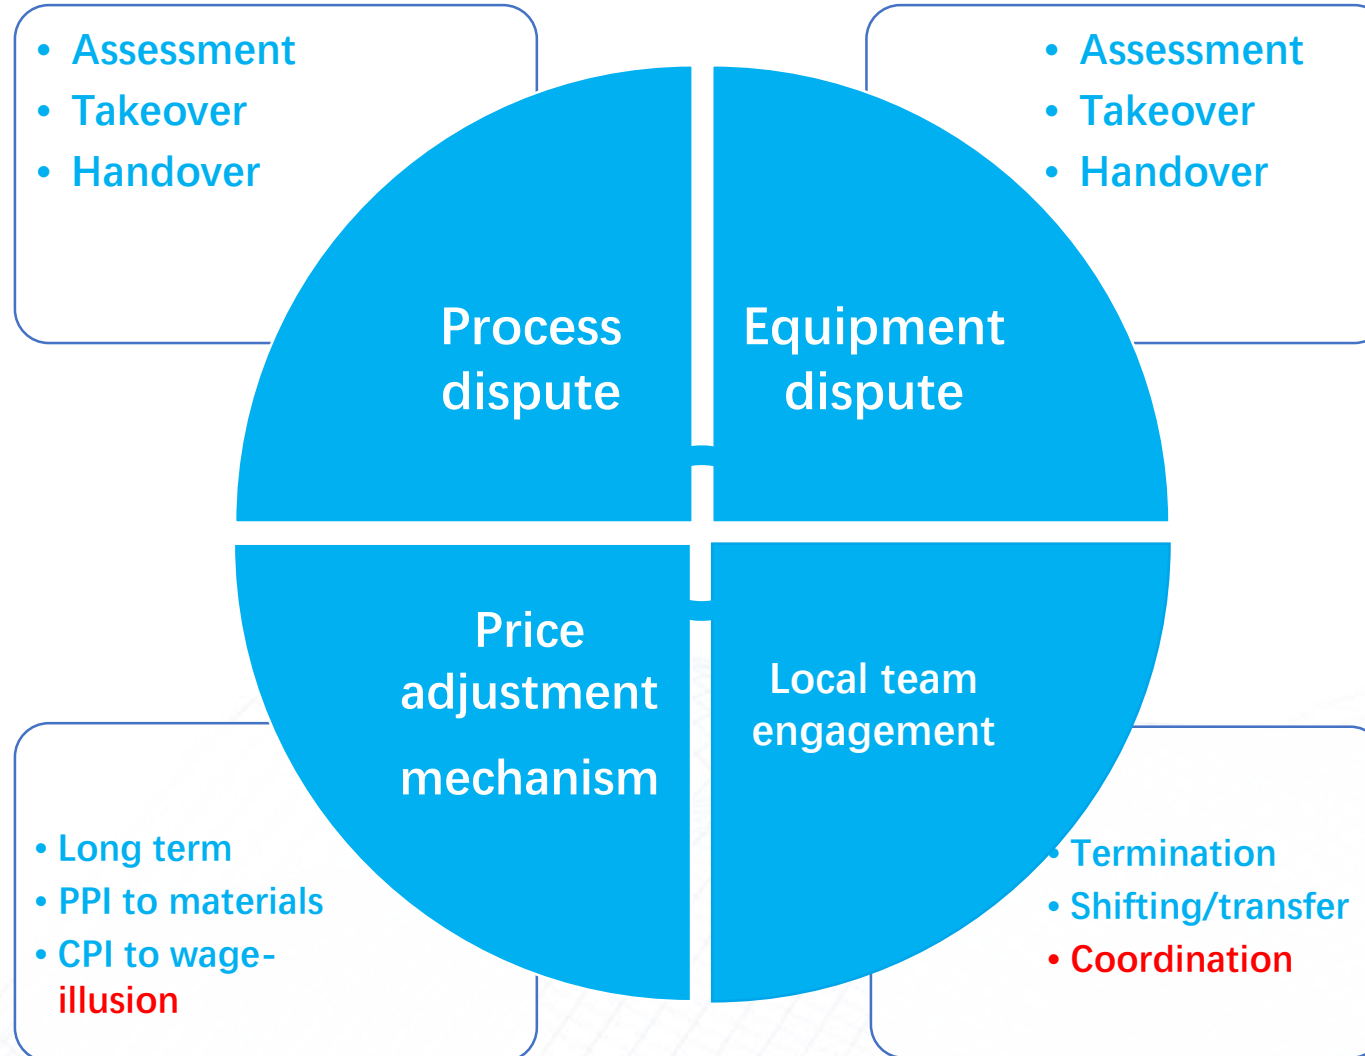 • Assessment
• Takeover
• Handover
• Assessment
• Takeover
• Handover
Process
dispute
Equipment
dispute
Price
adjustment
mechanism
Local team
engagement
• Long term
• PPI to materials
• CPI to wage-
illusion
• Termination
• Shifting/transfer
• Coordination